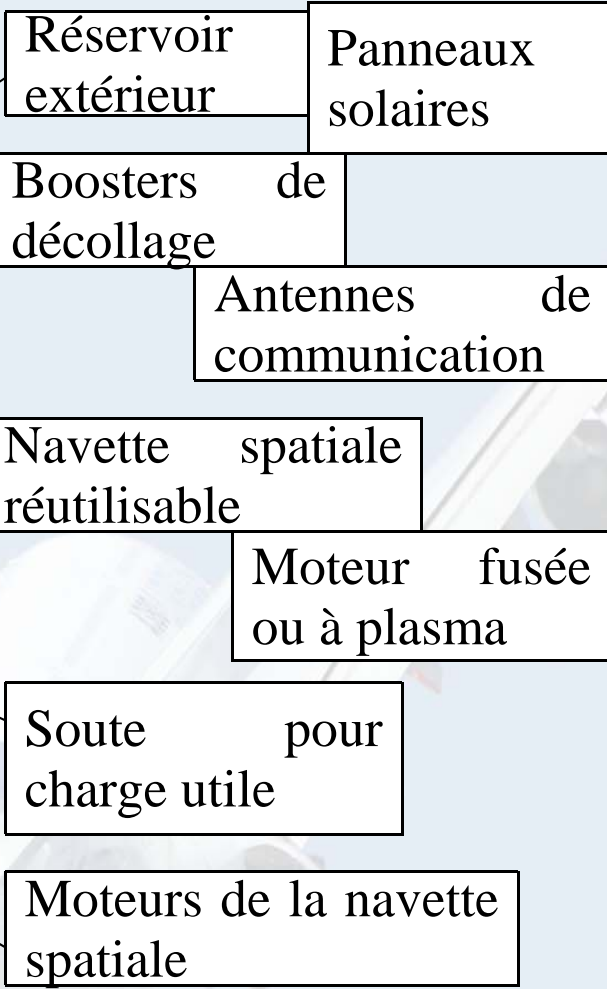 Réservoir
extérieur
Panneaux
solaires
Boosters de
décollage
Antennes de
communication
Navette spatiale
réutilisable
Moteur fusée
ou à plasma
Soute pour
charge utile
Moteurs de la navette
spatiale